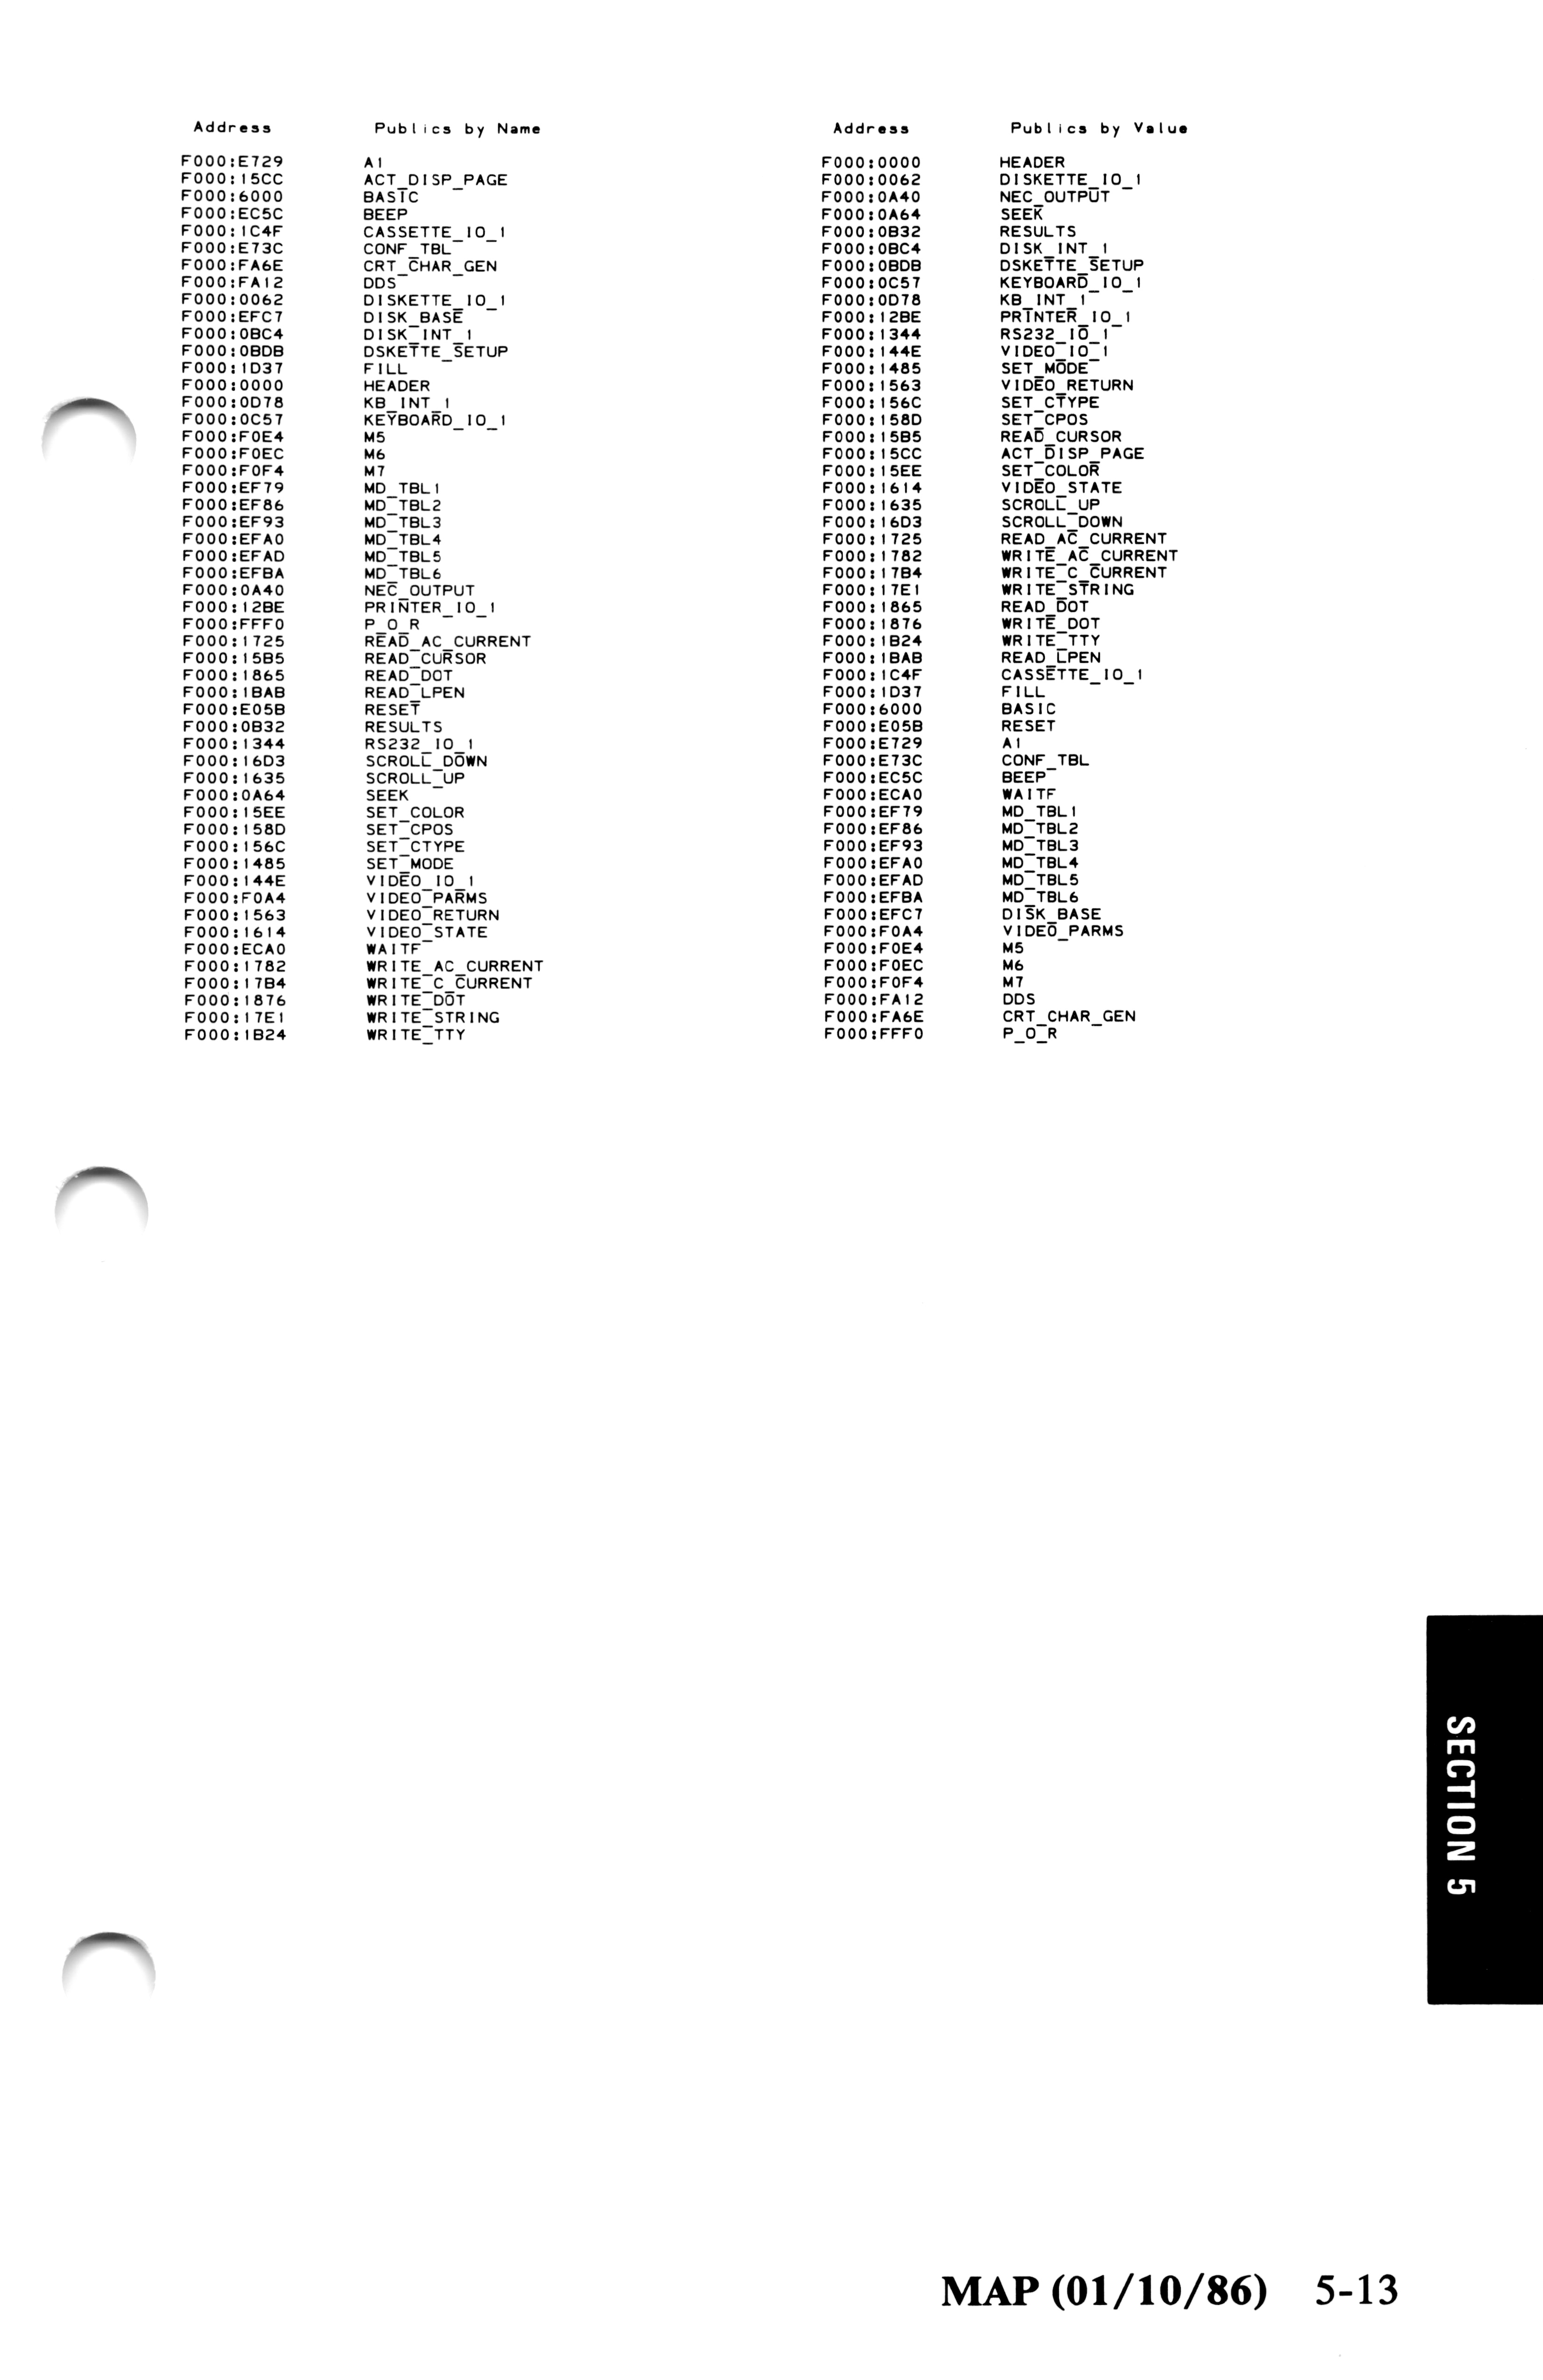 Address Publics by Name
F000:E729 A1
F000:15CC ACT_DISP_PAGE
F000:6000 BASIC
F000:EC5C BEEP
F000:1C4F CASSETTE_IO_1
F000:E73C CONF_TBL
F000:FA6E CRT_CHAR_GEN
F000:FA12 DDS
F000:0062 DISKETTE_IO_1
F000:EFC7 DISK_BASE
F000:0BC4 DISK_INT_1
F000:0BDB DSKETTE_SETUP
F000:1D37 FILL
F000:0000 HEADER
F000:0D78 KB_INT_1
F000:0C57 KEYBOARD_IO_1
F000:F0E4 M5
F000:F0EC M6
F000:F0F4 M7
F000:EF79 MD_TBL1
F000:EF86 MD_TBL2
F000:EF93 MD_TBL3
F000:EFA0 MD_TBL4
F000:EFAD MD_TBL5
F000:EFBA MD_TBL6
F000:0A40 NEC_OUTPUT
F000:12BE PRINTER_IO_1
F000:FFF0 P_O_R
F000:1725 READ_AC_CURRENT
F000:15B5 READ_CURSOR
F000:1865 READ_DOT
F000:1BAB READ_LPEN
F000:E05B RESET
F000:0B32 RESULTS
F000:1344 RS232_IO_1
F000:16D3 SCROLL_DOWN
F000:1635 SCROLL_UP
F000:0A64 SEEK
F000:15EE SET_COLOR
F000:158D SET_CPOS
F000:156C SET_CTYPE
F000:1485 SET_MODE
F000:144E VIDEO_IO_1
F000:F0A4 VIDEO_PARMS
F000:1563 VIDEO_RETURN
F000:1614 VIDEO_STATE
F000:ECA0 WAITF
F000:1782 WRITE_AC_CURRENT
F000:17B4 WRITE_C_CURRENT
F000:1876 WRITE_DOT
F000:17E1 WRITE_STRING
F000:1B24 WRITE_TTY
Address Publics by Value
F000:0000 HEADER
F000:0062 DISKETTE_IO_1
F000:0A40 NEC_OUTPUT
F000:0A64 SEEK
F000:0B32 RESULTS
F000:0BC4 DISK_INT_1
F000:0BDB DSKETTE_SETUP
F000:0C57 KEYBOARD_IO_1
F000:0D78 KB_INT_1
F000:12BE PRINTER_IO_1
F000:1344 RS232_IO_1
F000:144E VIDEO_IO_1
F000:1485 SET_MODE
F000:1563 VIDEO_RETURN
F000:156C SET_CTYPE
F000:158D SET_CPOS
F000:15B5 READ_CURSOR
F000:15CC ACT_DISP_PAGE
F000:15EE SET_COLOR
F000:1614 VIDEO_STATE
F000:1635 SCROLL_UP
F000:16D3 SCROLL_DOWN
F000:1725 READ_AC_CURRENT
F000:1782 WRITE_AC_CURRENT
F000:17B4 WRITE_C_CURRENT
F000:17E1 WRITE_STRING
F000:1865 READ_DOT
F000:1876 WRITE_DOT
F000:1B24 WRITE_TTY
F000:1BAB READ_LPEN
F000:1C4F CASSETTE_IO_1
F000:1D37 FILL
F000:6000 BASIC
F000:E05B RESET
F000:E729 A1
F000:E73C CONF_TBL
F000:EC5C BEEP
F000:ECA0 WAITF
F000:EF79 MD_TBL1
F000:EF86 MD_TBL2
F000:EF93 MD_TBL3
F000:EFA0 MD_TBL4
F000:EFAD MD_TBL5
F000:EFBA MD_TBL6
F000:EFC7 DISK_BASE
F000:F0A4 VIDEO_PARMS
F000:F0E4 M5
F000:F0EC M6
F000:F0F4 M7
F000:FA12 DDS
F000:FA6E CRT_CHAR_GEN
F000:FFF0 P_O_R
SECTION 5
MAP (01/10/86) 5-13